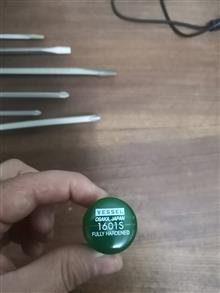 VESSEL
OSAKA, JAPAN
1601S
FULLY HARDENED